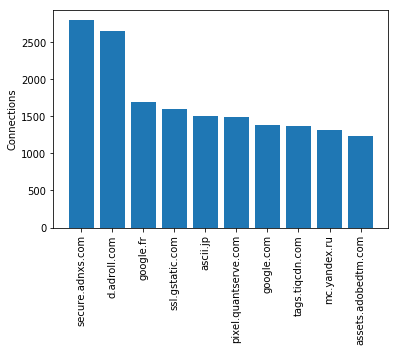 Connections
2500
2000
1500
1000
500
0
secure.adnxs.com
d.adroll.com
google.fr
ssl.gstatic.com
ascii.jp
pixel.quantserve.com
google.com
tags.tiqcdn.com
mc.yandex.ru
assets.adobedtm.com